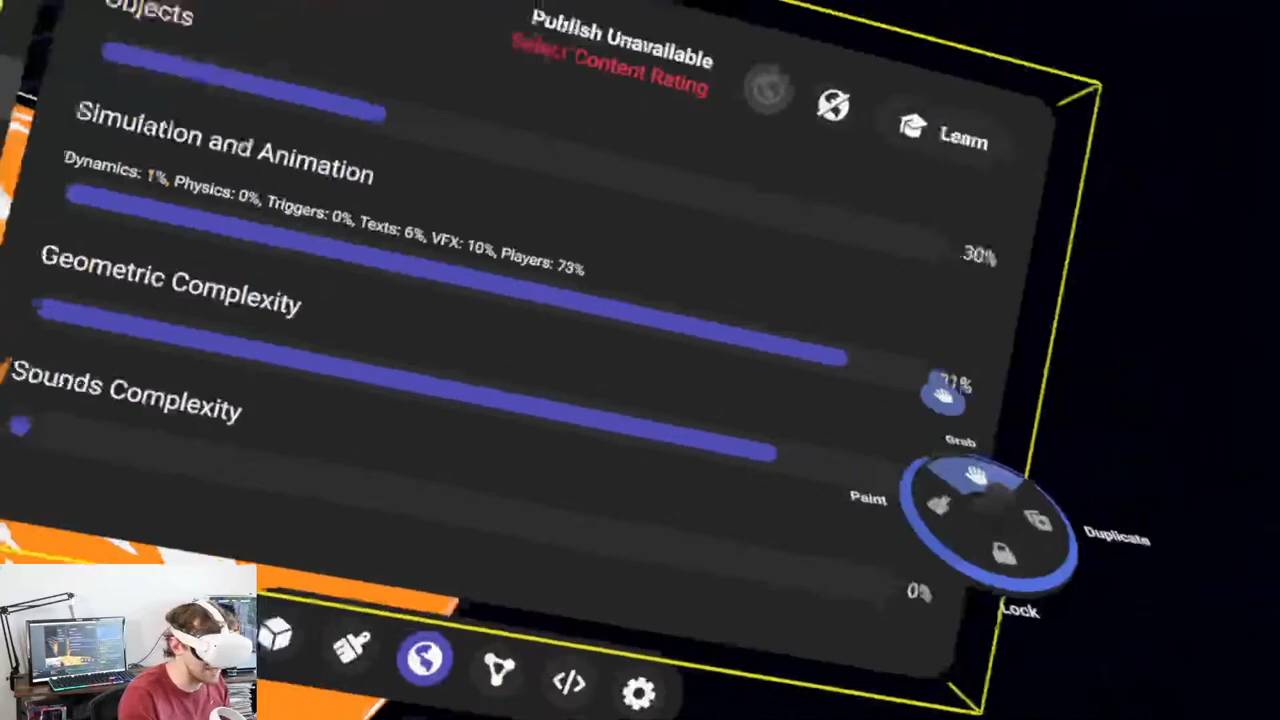 Objects
Publish Unavailable
Select Content Rating
Learn
30%
Simulation and Animation
Dynamics: 1%, Physics: 0%, Triggers: 0%, Texts: 6%, VFX: 10%, Players: 73%
Geometric Complexity
Grab
Paint
Duplicate
Lock
Sounds Complexity
0%